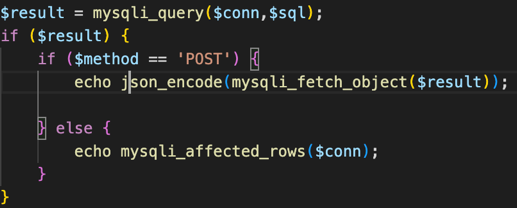 $result = mysqli_query($conn,$sql);
if ($result) {
    if ($method == 'POST') {
        echo json_encode(mysqli_fetch_object($result));

    } else {
        echo mysqli_affected_rows($conn);
    }
}